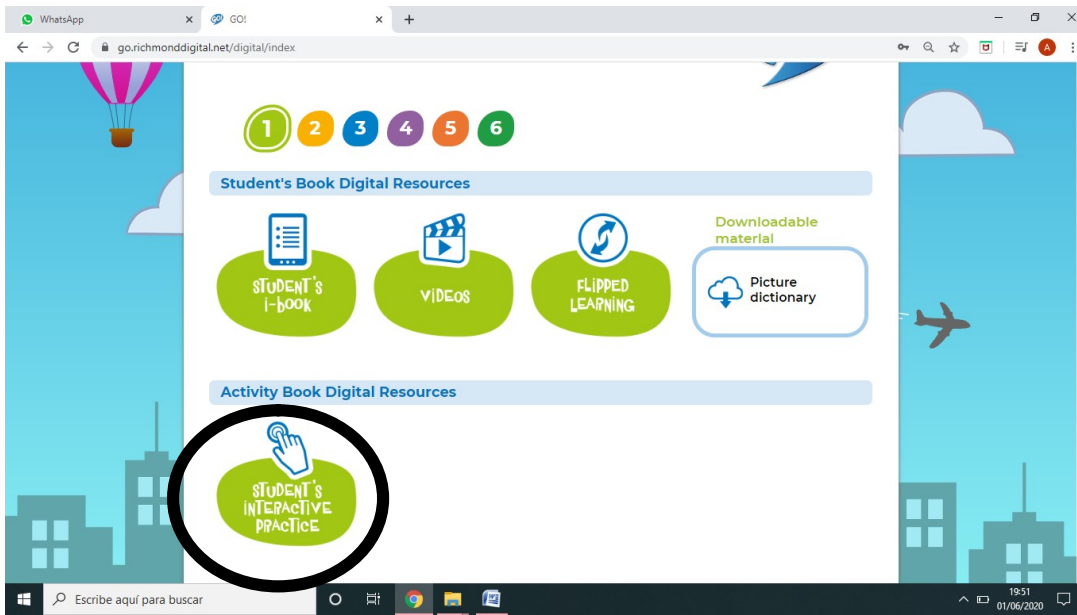 WhatsApp
GO!
go.richmonddigital.net/digital/index
A
1 2 3 4 5 6
Student's Book Digital Resources
STUDENT'S
i-BOOK
VIDEOS
FLIPPED
LEARNING
Downloadable
material
Picture
dictionary
Activity Book Digital Resources
STUDENT'S
INTERACTIVE
PRACTICE
Escribe aquí para buscar
19:51
01/06/2020